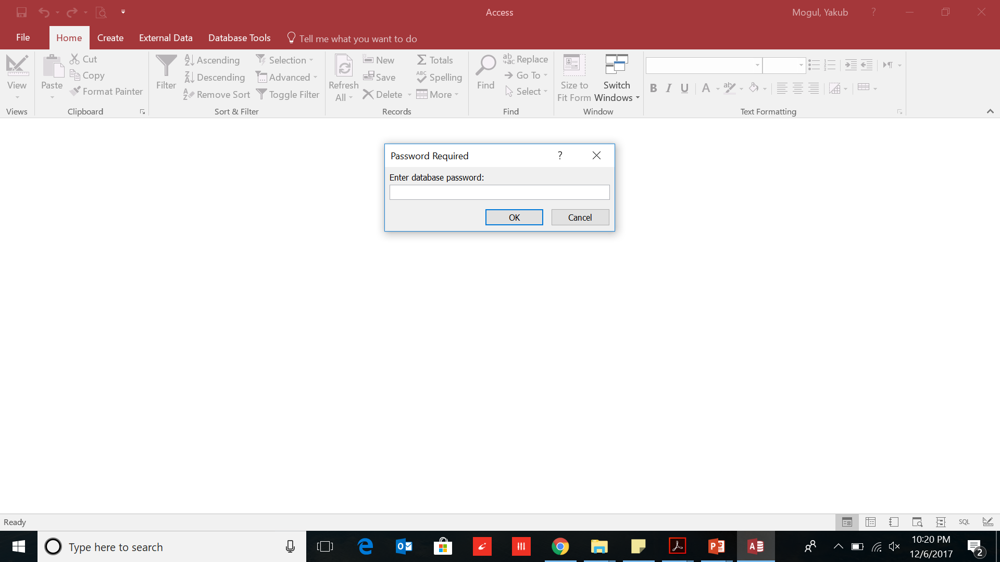 Access
Mogul, Yakub
?
File
Home
Create
External Data
Database Tools
Tell me what you want to do
View
Views
Paste
Cut
Copy
Format Painter
Clipboard
Filter
Ascending
Descending
Remove Sort
Selection
Advanced
Toggle Filter
Sort & Filter
Refresh
All
New
Save
Delete
Totals
Spelling
More
Records
Find
Replace
Go To
Select
Find
Size to
Fit Form
Switch
Windows
Window
B I U A
Text Formatting
Password Required
?
Enter database password:
OK
Cancel
Ready
SQL
Type here to search
10:20 PM
12/6/2017
2